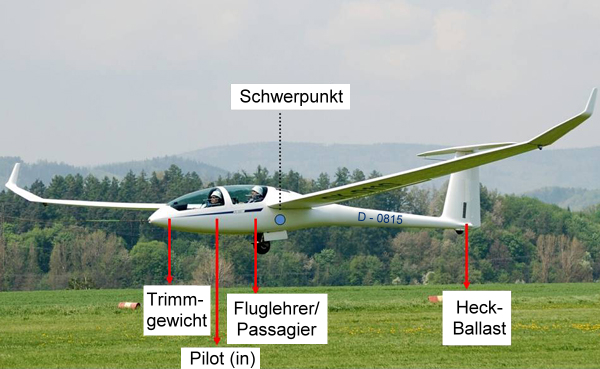 Schwerpunkt
D-0815
Trimm-
gewicht
Fluglehrer/
Passagier
Heck-
Ballast
Pilot (in)